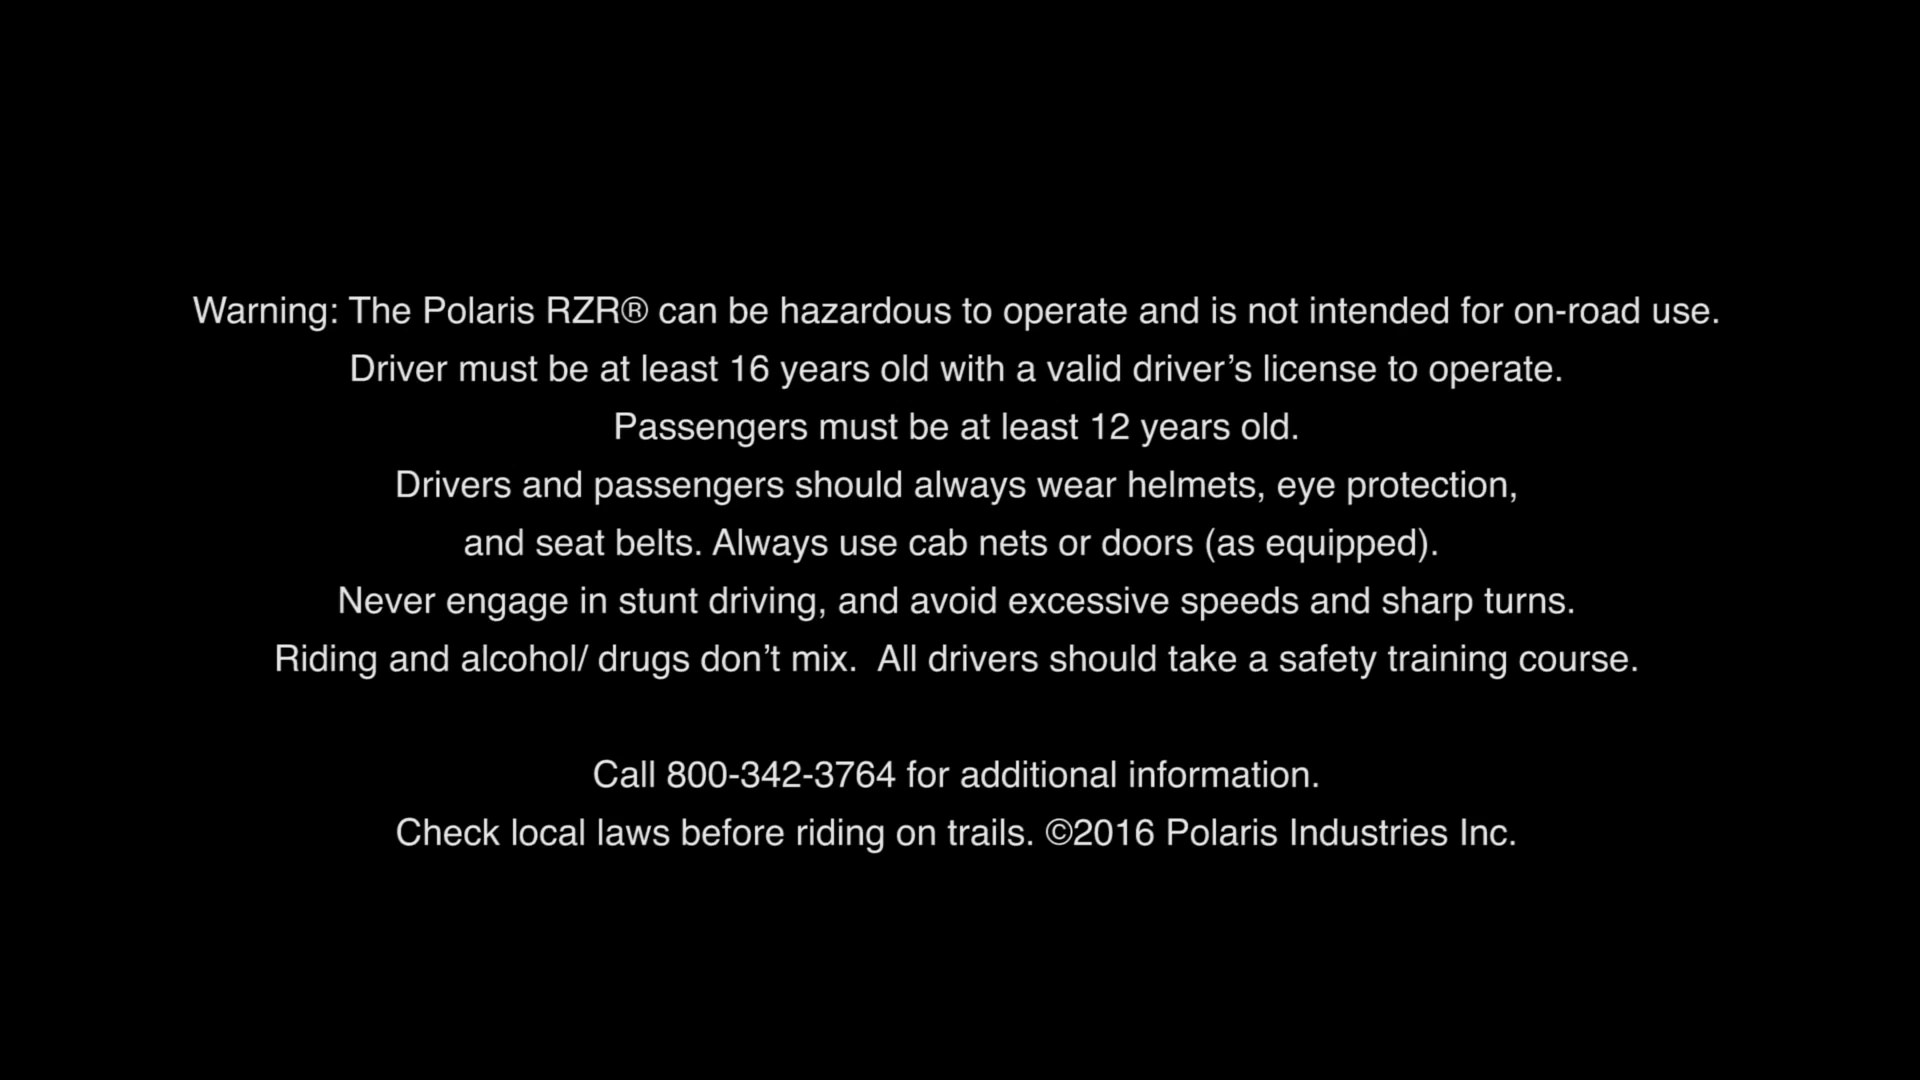 Warning: The Polaris RZR® can be hazardous to operate and is not intended for on-road use.
Driver must be at least 16 years old with a valid driver’s license to operate.
Passengers must be at least 12 years old.
Drivers and passengers should always wear helmets, eye protection,
and seat belts. Always use cab nets or doors (as equipped).
Never engage in stunt driving, and avoid excessive speeds and sharp turns.
Riding and alcohol/ drugs don’t mix.  All drivers should take a safety training course.
Call 800-342-3764 for additional information.
Check local laws before riding on trails. ©2016 Polaris Industries Inc.